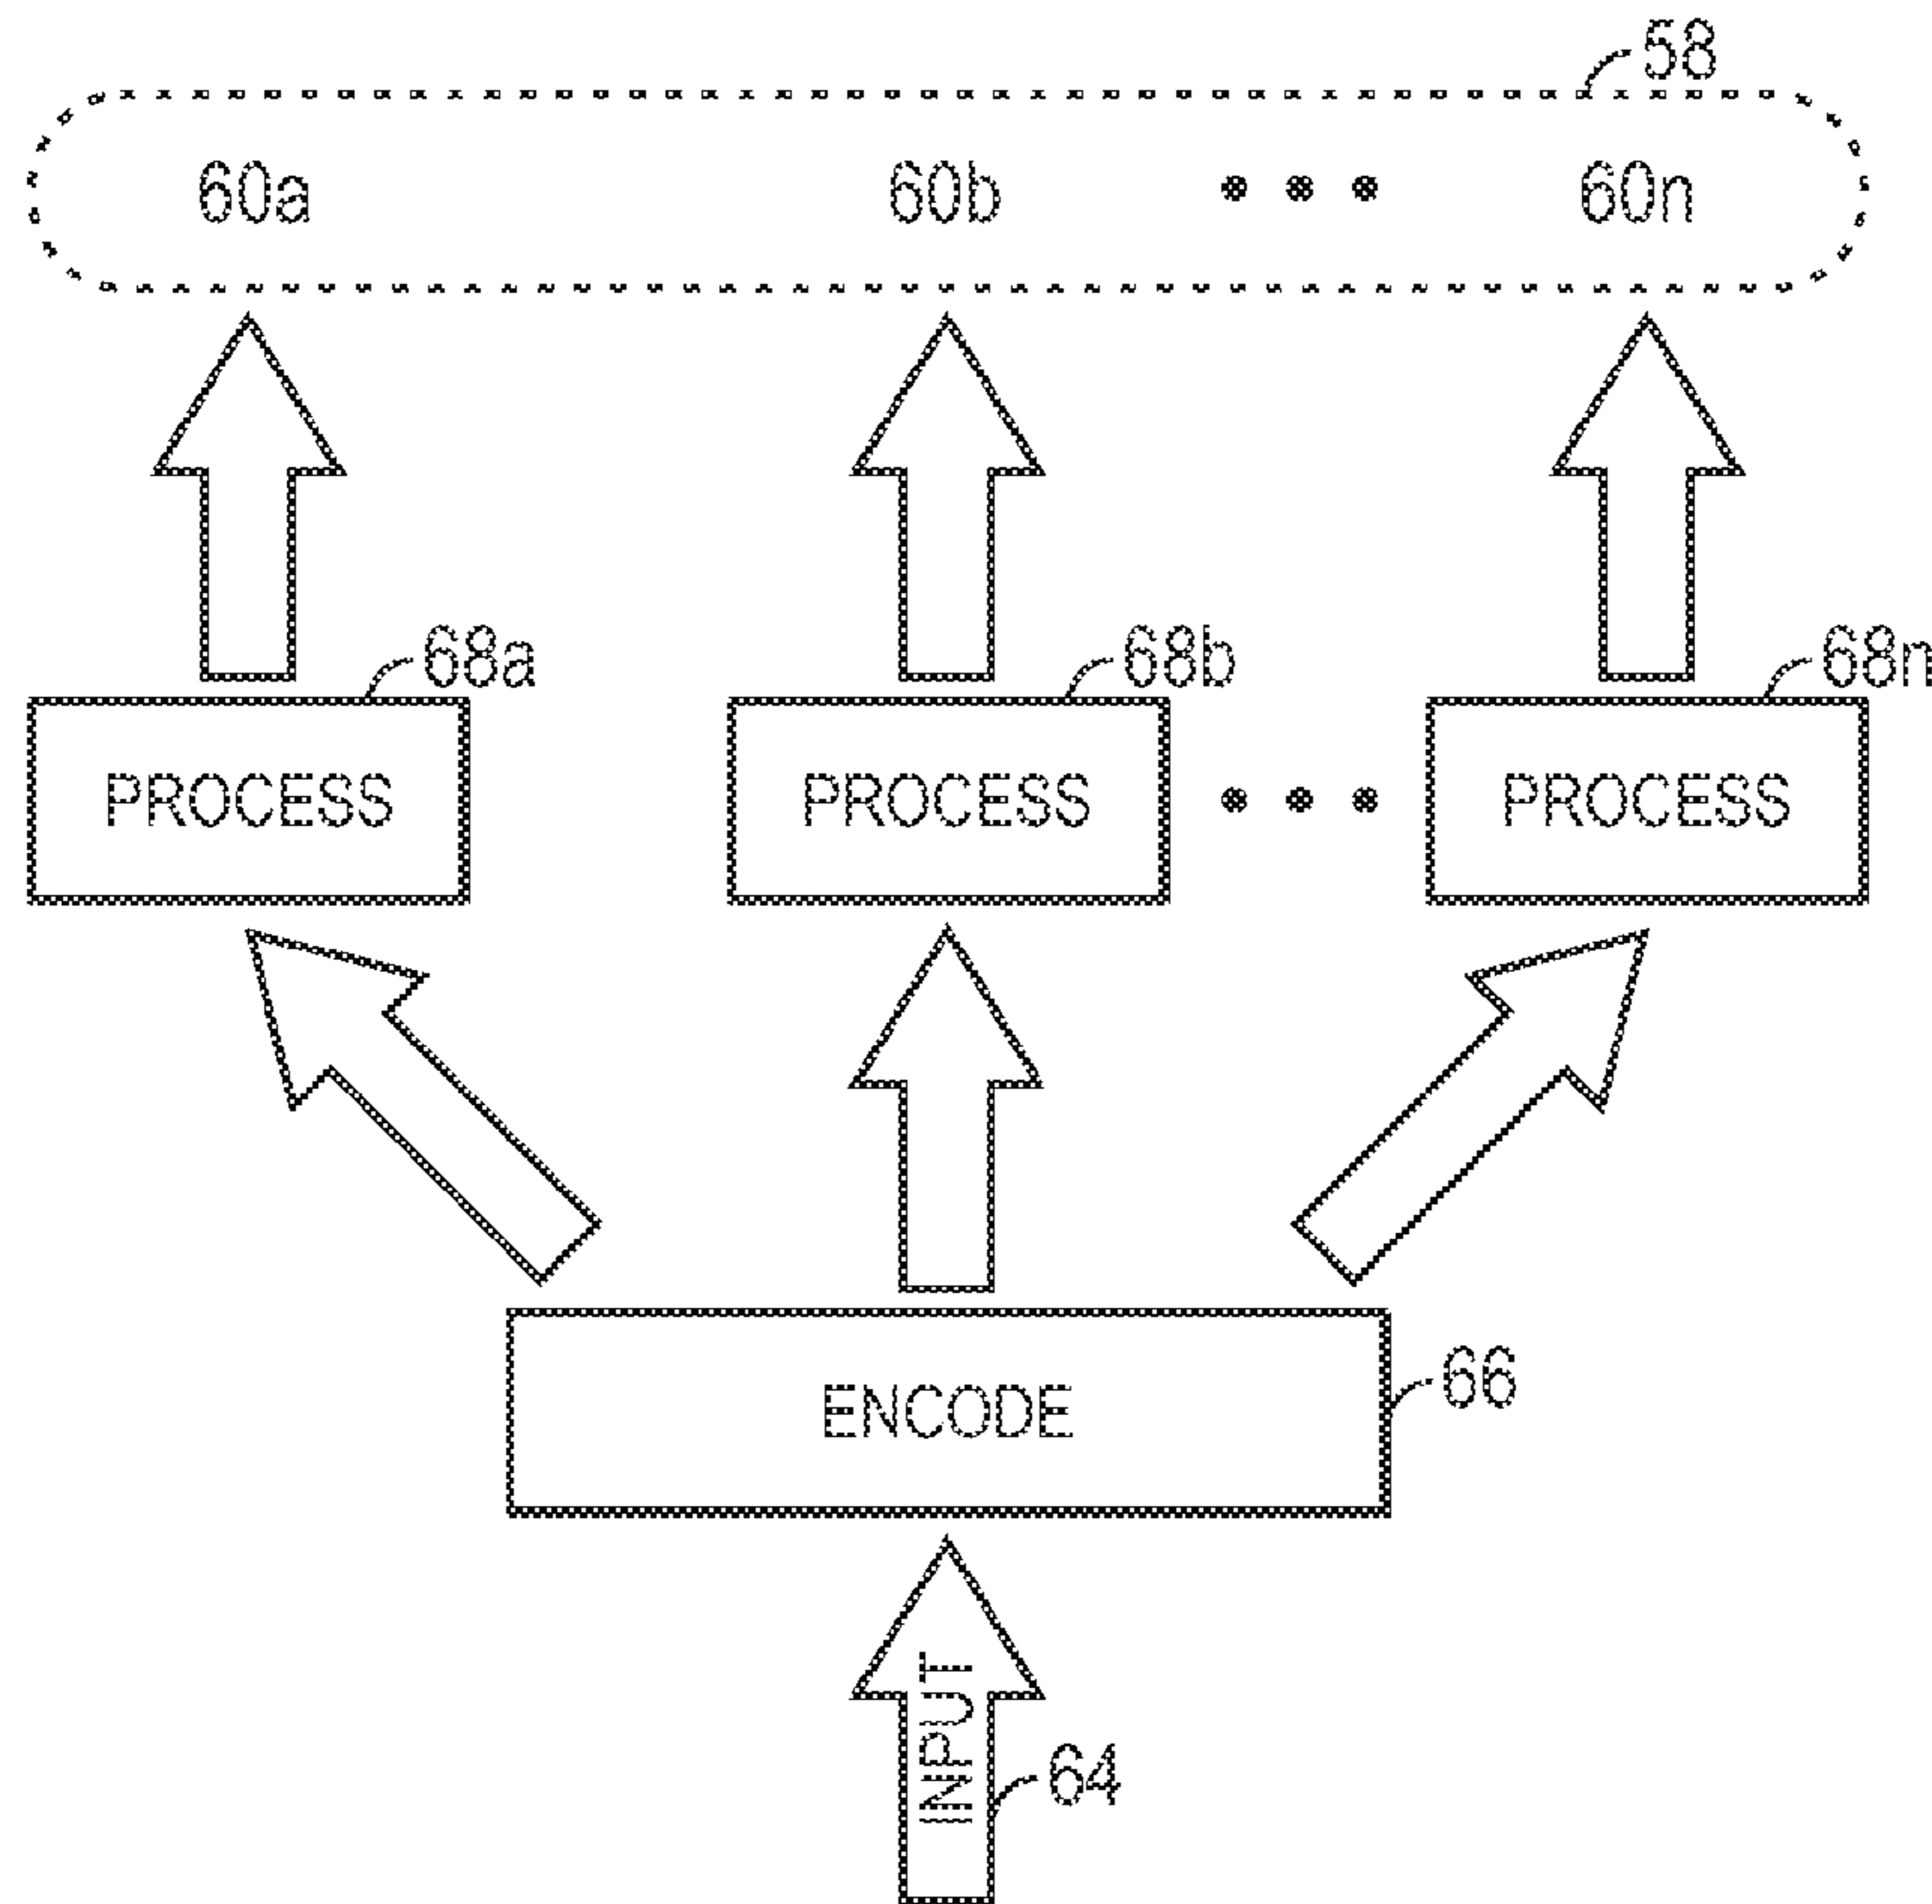 58
60a 60b ••• 60n
68a 68b 68n
PROCESS PROCESS ••• PROCESS
66
ENCODE
INPUT
64